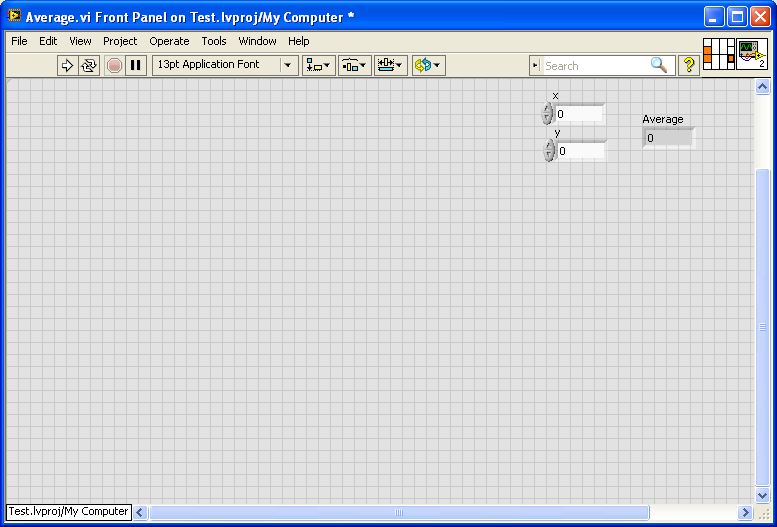 Average.vi Front Panel on Test.lvproj/My Computer *
File Edit View Project Operate Tools Window Help
13pt Application Font
Search
?
2
x
0
Average
y
0
0
Test.lvproj/My Computer